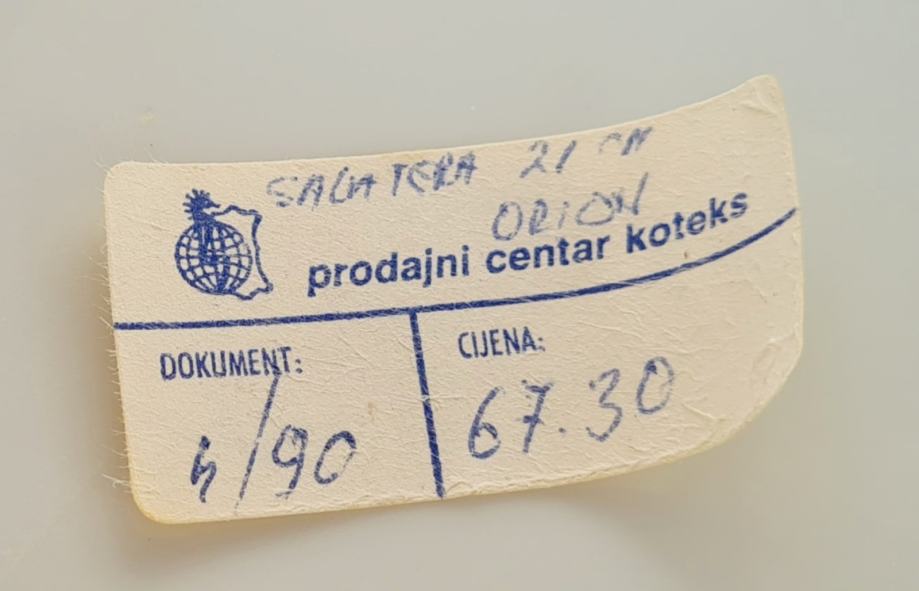 SALATERA 21 CM
ORION
prodajni centar koteks
DOKUMENT:
4/90
CIJENA:
67.30